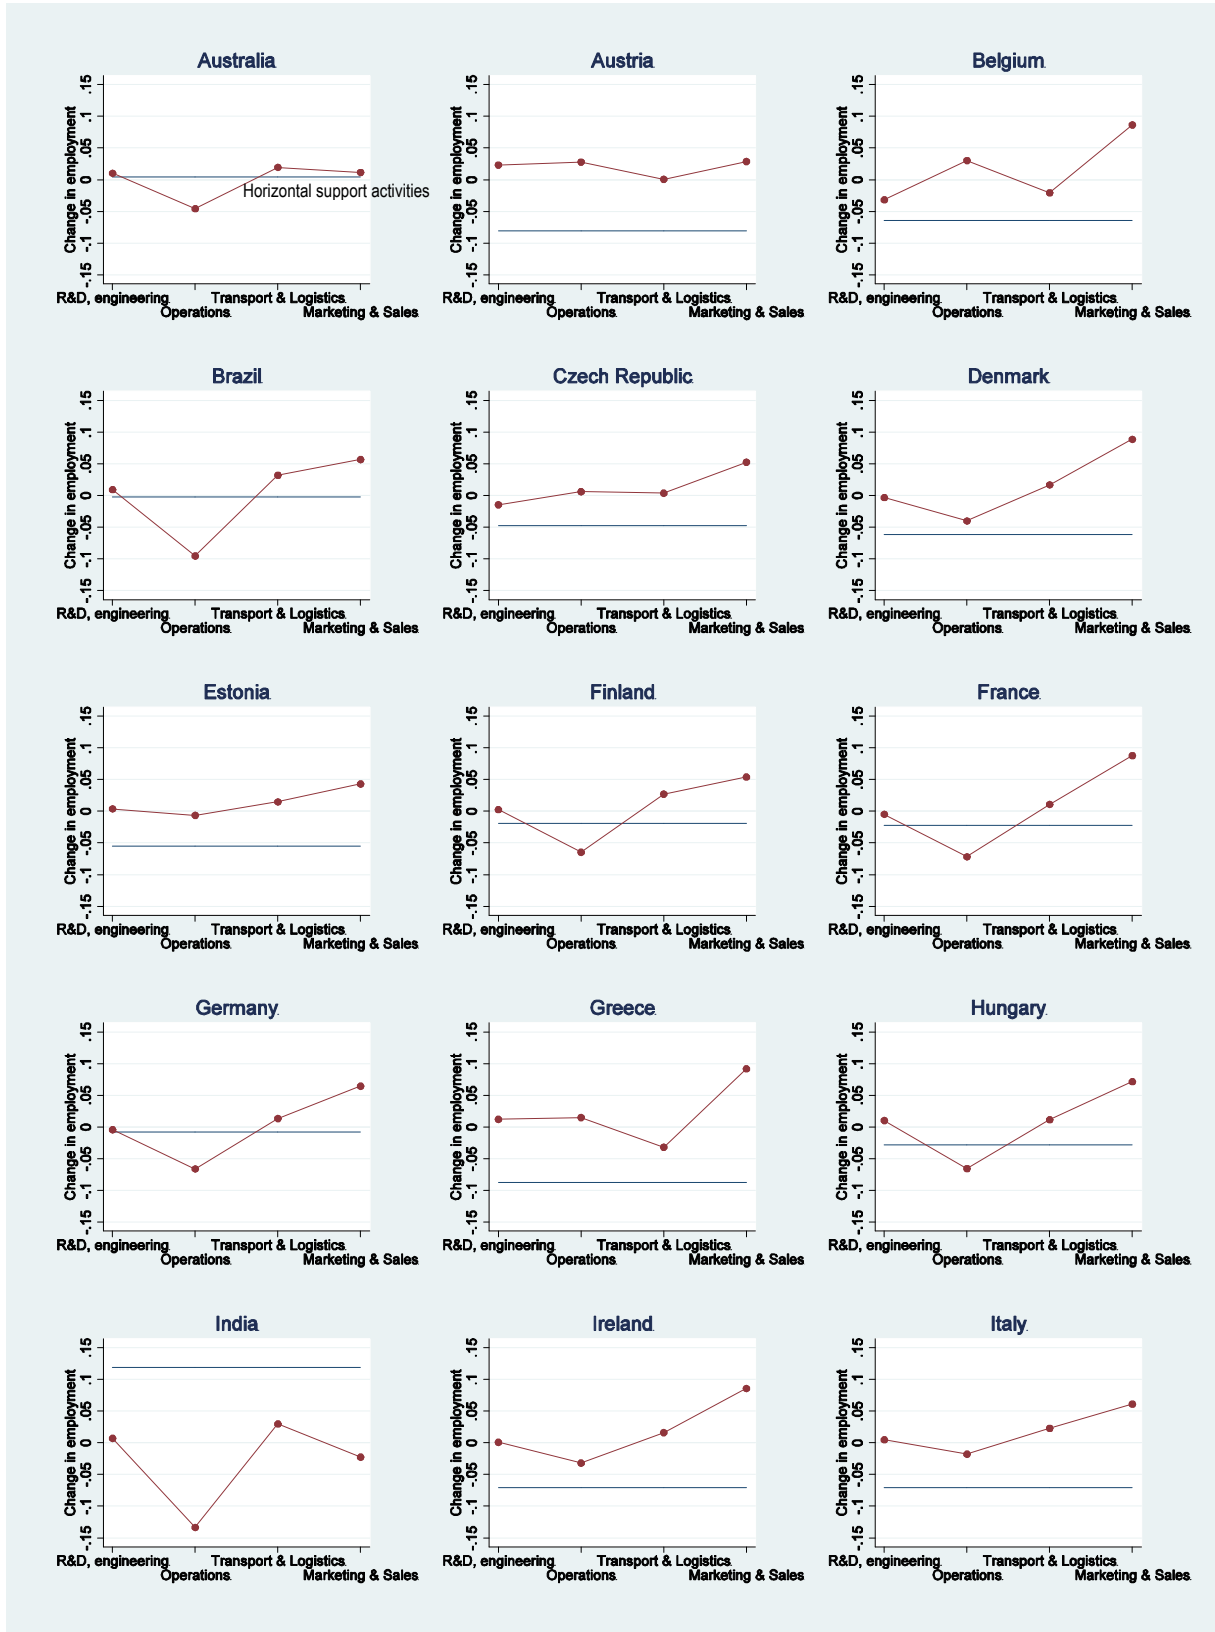 Australia Austria Belgium
Change in employment -.15 -.1 -.05 0 .05 .1 .15 Change in employment -.15 -.1 -.05 0 .05 .1 .15 Change in employment -.15 -.1 -.05 0 .05 .1 .15
Horizontal support activities
R&D, engineering Transport & Logistics R&D, engineering Transport & Logistics R&D, engineering Transport & Logistics
Operations Marketing & Sales Operations Marketing & Sales Operations Marketing & Sales
Brazil Czech Republic Denmark
Change in employment -.15 -.1 -.05 0 .05 .1 .15 Change in employment -.15 -.1 -.05 0 .05 .1 .15 Change in employment -.15 -.1 -.05 0 .05 .1 .15
R&D, engineering Transport & Logistics R&D, engineering Transport & Logistics R&D, engineering Transport & Logistics
Operations Marketing & Sales Operations Marketing & Sales Operations Marketing & Sales
Estonia Finland France
Change in employment -.15 -.1 -.05 0 .05 .1 .15 Change in employment -.15 -.1 -.05 0 .05 .1 .15 Change in employment -.15 -.1 -.05 0 .05 .1 .15
R&D, engineering Transport & Logistics R&D, engineering Transport & Logistics R&D, engineering Transport & Logistics
Operations Marketing & Sales Operations Marketing & Sales Operations Marketing & Sales
Germany Greece Hungary
Change in employment -.15 -.1 -.05 0 .05 .1 .15 Change in employment -.15 -.1 -.05 0 .05 .1 .15 Change in employment -.15 -.1 -.05 0 .05 .1 .15
R&D, engineering Transport & Logistics R&D, engineering Transport & Logistics R&D, engineering Transport & Logistics
Operations Marketing & Sales Operations Marketing & Sales Operations Marketing & Sales
India Ireland Italy
Change in employment -.15 -.1 -.05 0 .05 .1 .15 Change in employment -.15 -.1 -.05 0 .05 .1 .15 Change in employment -.15 -.1 -.05 0 .05 .1 .15
R&D, engineering Transport & Logistics R&D, engineering Transport & Logistics R&D, engineering Transport & Logistics
Operations Marketing & Sales Operations Marketing & Sales Operations Marketing & Sales